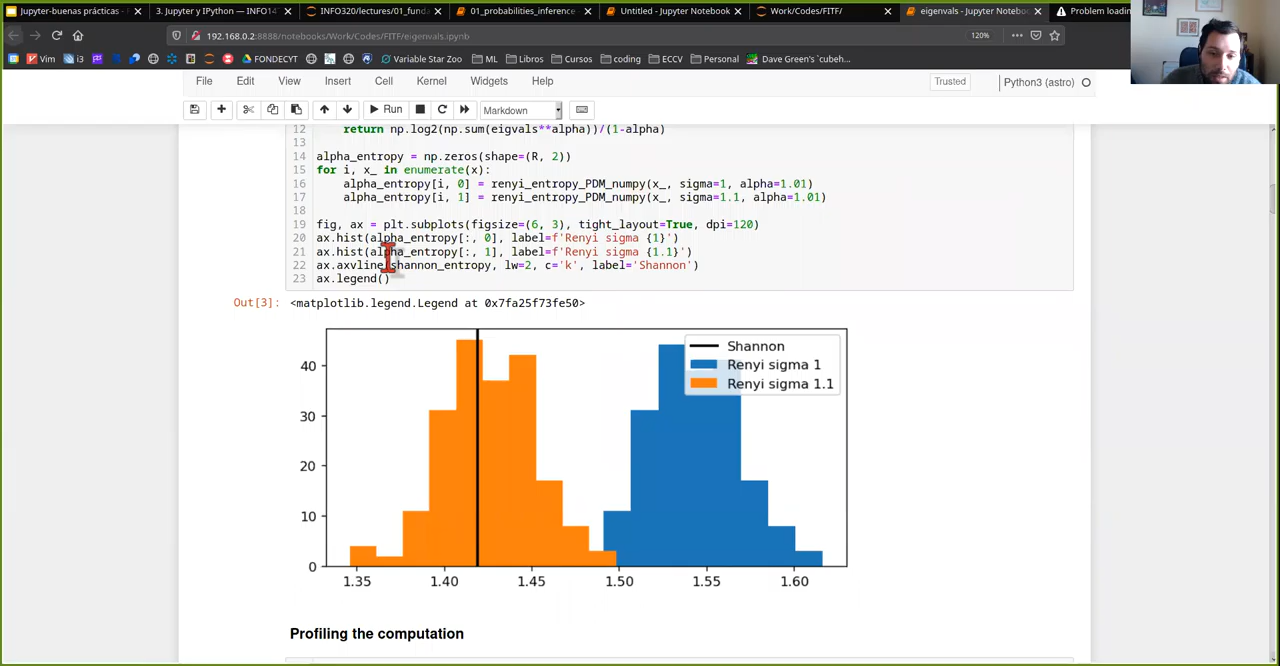 Jupyter-buenas prácticas - 
3. Jupyter y IPython — INFO14
INFO320/lectures/01_funda
01_probabilities_inference
Untitled - Jupyter Notebook
Work/Codes/FITF/
eigenvals - Jupyter Notebook
Problem loading
192.168.0.2:8888/notebooks/Work/Codes/FITF/eigenvals.ipynb
120%
Vim
i3
FONDECYT
Variable Star Zoo
ML
Libros
Cursos
coding
ECCV
Personal
Dave Green's `cubeh…
File Edit View Insert Cell Kernel Widgets Help
Trusted
Python3 (astro)
Run
Markdown
12 return np.log2(np.sum(eigvals**alpha))/(1-alpha)
13
14 alpha_entropy = np.zeros(shape=(R, 2))
15 for i, x_ in enumerate(x):
16 alpha_entropy[i, 0] = renyi_entropy_PDM_numpy(x_, sigma=1, alpha=1.01)
17 alpha_entropy[i, 1] = renyi_entropy_PDM_numpy(x_, sigma=1.1, alpha=1.01)
18
19 fig, ax = plt.subplots(figsize=(6, 3), tight_layout=True, dpi=120)
20 ax.hist(alpha_entropy[:, 0], label=f'Renyi sigma {1}')
21 ax.hist(alpha_entropy[:, 1], label=f'Renyi sigma {1.1}')
22 ax.axvline(shannon_entropy, lw=2, c='k', label='Shannon')
23 ax.legend()
Out[3]: <matplotlib.legend.Legend at 0x7fa25f73fe50>
Shannon
Renyi sigma 1
Renyi sigma 1.1
40
30
20
10
0
1.35 1.40 1.45 1.50 1.55 1.60
Profiling the computation